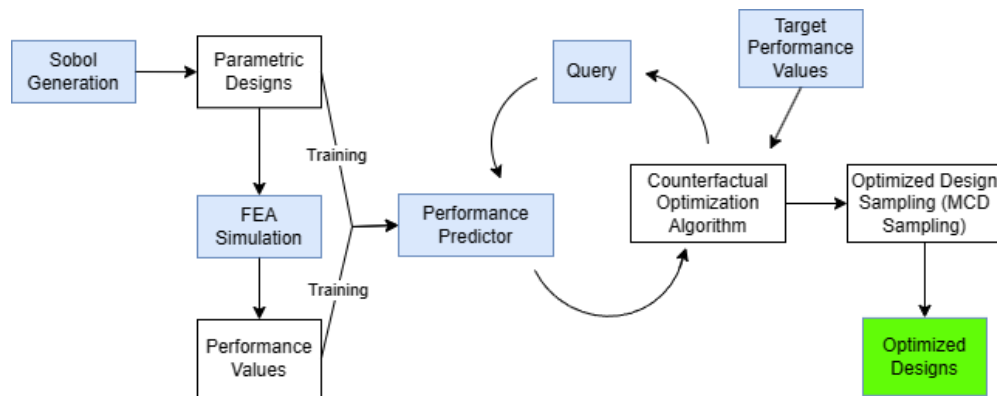 Sobol
Generation
Parametric
Designs
Training
FEA
Simulation
Training
Performance
Values
Performance
Predictor
Query
Target
Performance
Values
Counterfactual
Optimization
Algorithm
Optimized Design
Sampling (MCD
Sampling)
Optimized
Designs